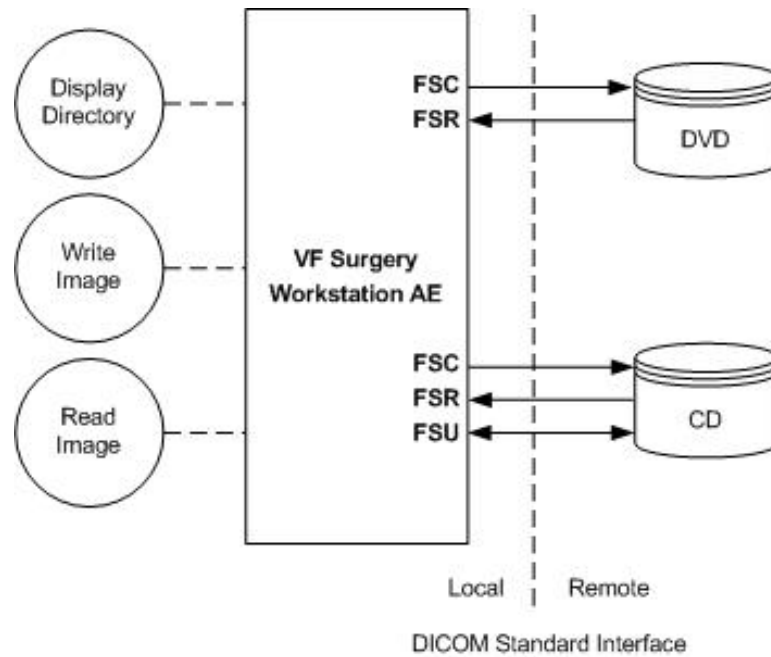 Display
Directory
FSC
FSR
DVD
Write
Image
VF Surgery
Workstation AE
Read
Image
FSC
FSR
FSU
CD
Local
Remote
DICOM Standard Interface